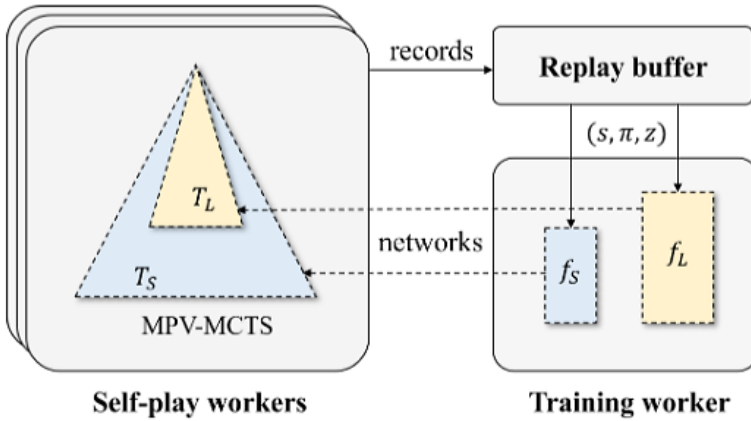 records
Replay buffer
(s, π, z)
T_L
networks
f_S
f_L
T_S
MPV-MCTS
Self-play workers
Training worker